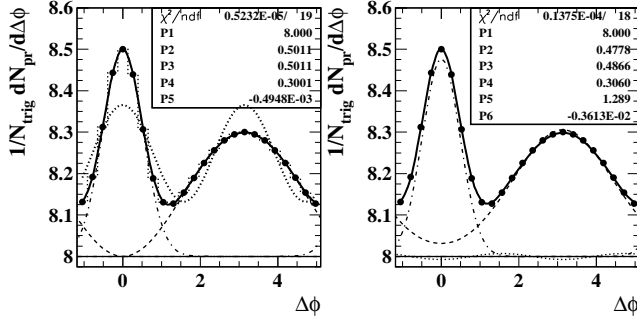 1/N_trig dN_pr/dΔφ
8.6
8.5
8.4
8.3
8.2
8.1
8
0 2 4
Δφ
χ²/ndf 0.5232E-05/ 19
P1 8.000
P2 0.5011
P3 0.5011
P4 0.3001
P5 -0.4948E-03
1/N_trig dN_pr/dΔφ
8.6
8.5
8.4
8.3
8.2
8.1
8
0 2 4
Δφ
χ²/ndf 0.1375E-04/ 18
P1 8.000
P2 0.4778
P3 0.4866
P4 0.3060
P5 1.289
P6 -0.3613E-02